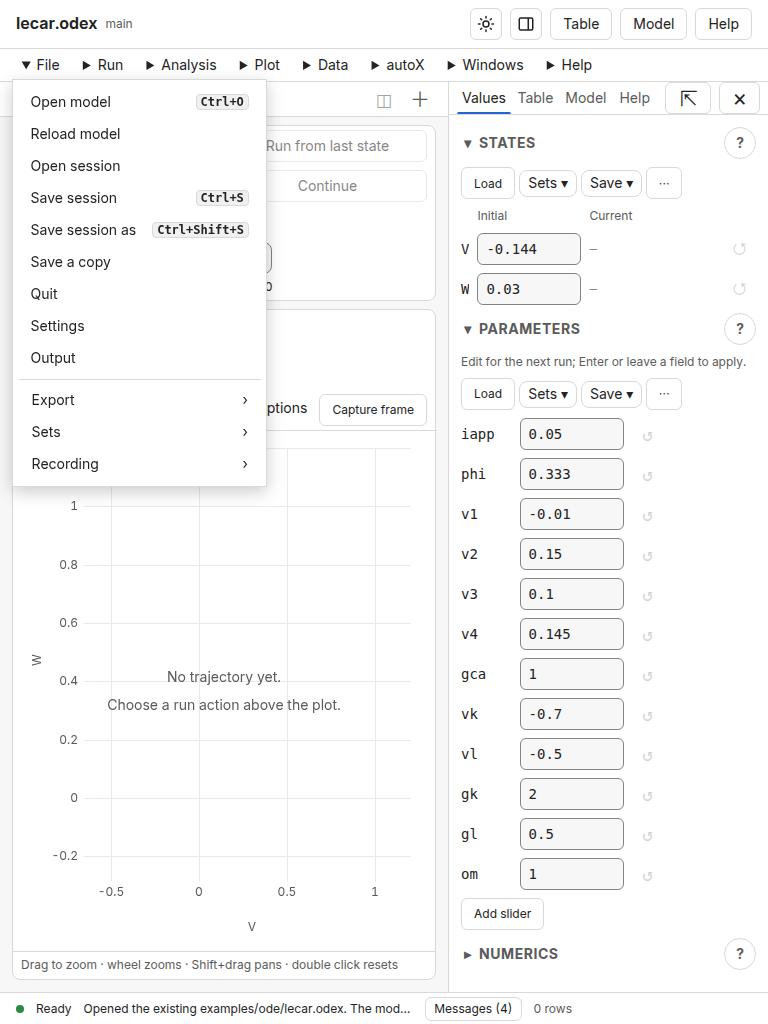 lecar.odex main
Table Model Help
▼ File ▶ Run ▶ Analysis ▶ Plot ▶ Data ▶ autoX ▶ Windows ▶ Help
Open model Ctrl+O
Reload model
Open session
Save session Ctrl+S
Save session as Ctrl+Shift+S
Save a copy
Quit
Settings
Output
Export ›
Sets ›
Recording ›
Run from last state
Continue
0
ptions Capture frame
1
0.8
0.6
0.4
0.2
0
-0.2
W
No trajectory yet.
Choose a run action above the plot.
-0.5 0 0.5 1
V
Drag to zoom · wheel zooms · Shift+drag pans · double click resets
Values Table Model Help
▼ STATES ?
Load Sets ▾ Save ▾ ···
Initial Current
V -0.144 –
W 0.03 –
▼ PARAMETERS ?
Edit for the next run; Enter or leave a field to apply.
Load Sets ▾ Save ▾ ···
iapp 0.05
phi 0.333
v1 -0.01
v2 0.15
v3 0.1
v4 0.145
gca 1
vk -0.7
vl -0.5
gk 2
gl 0.5
om 1
Add slider
▶ NUMERICS ?
Ready Opened the existing examples/ode/lecar.odex. The mod... Messages (4) 0 rows